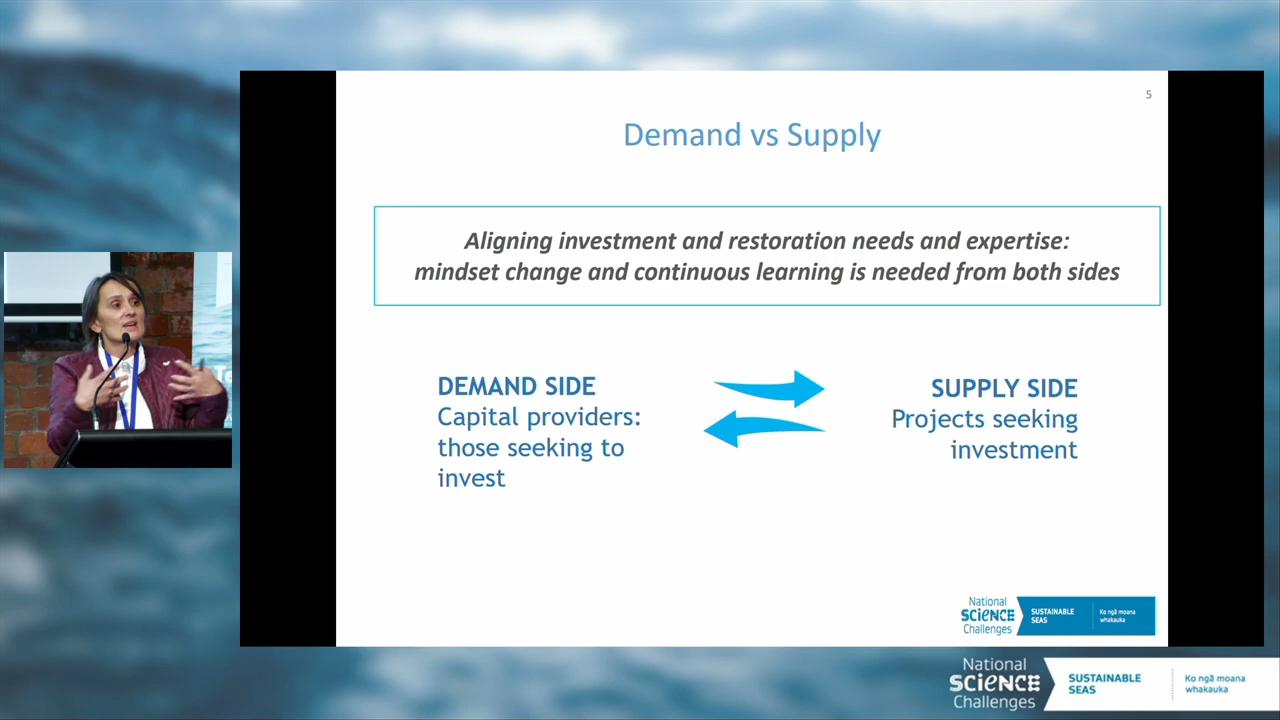 5
Demand vs Supply
Aligning investment and restoration needs and expertise:
mindset change and continuous learning is needed from both sides
DEMAND SIDE
Capital providers:
those seeking to
invest
SUPPLY SIDE
Projects seeking
investment
National
SCIENCE
Challenges
SUSTAINABLE
SEAS
Ko ngā moana
whakauka
National
SCIENCE
Challenges
SUSTAINABLE
SEAS
Ko ngā moana
whakauka